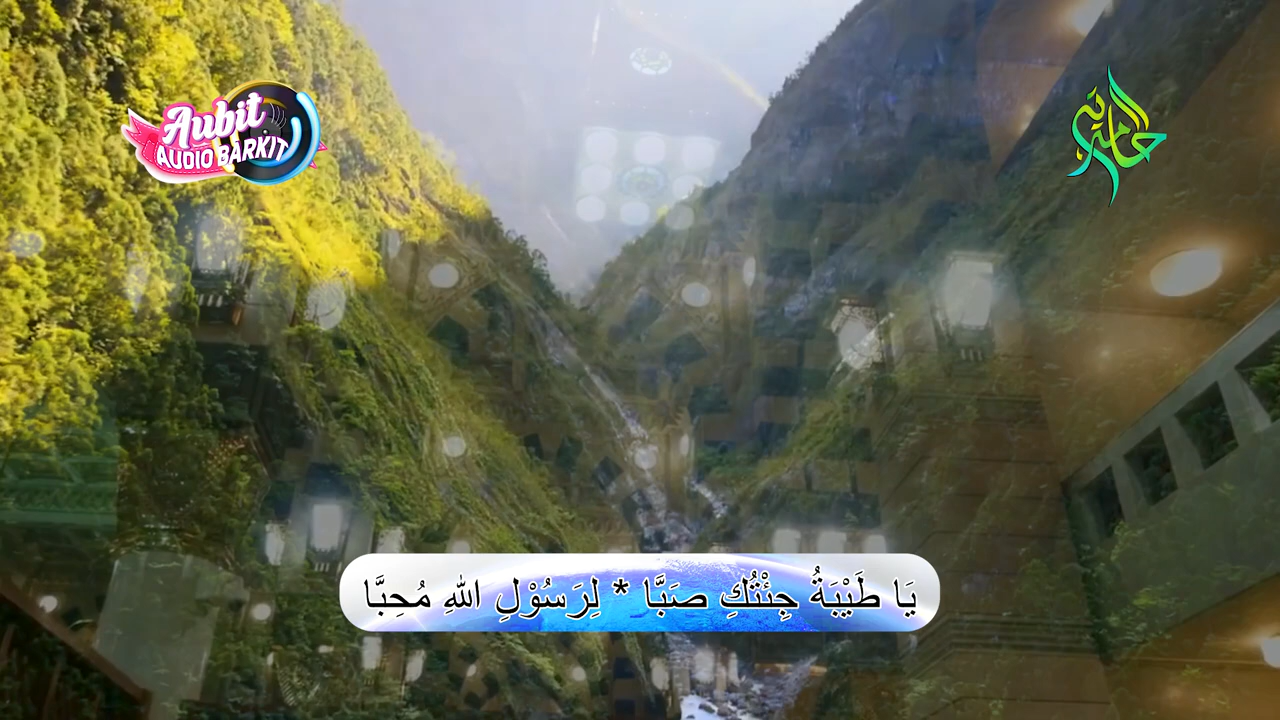 Aubit
AUDIO BARKIT
يَا طَيْبَةُ جِئْتُكِ صَبَّا * لِرَسُوْلِ اللهِ مُحِبَّا